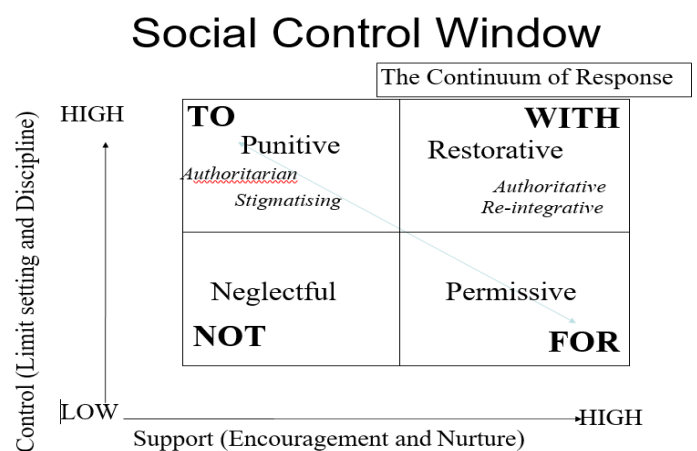 Social Control Window
The Continuum of Response
HIGH
TO
WITH
Punitive
Restorative
Authoritarian
Authoritative
Stigmatising
Re-integrative
Control (Limit setting and Discipline)
Neglectful
Permissive
NOT
FOR
LOW
HIGH
Support (Encouragement and Nurture)